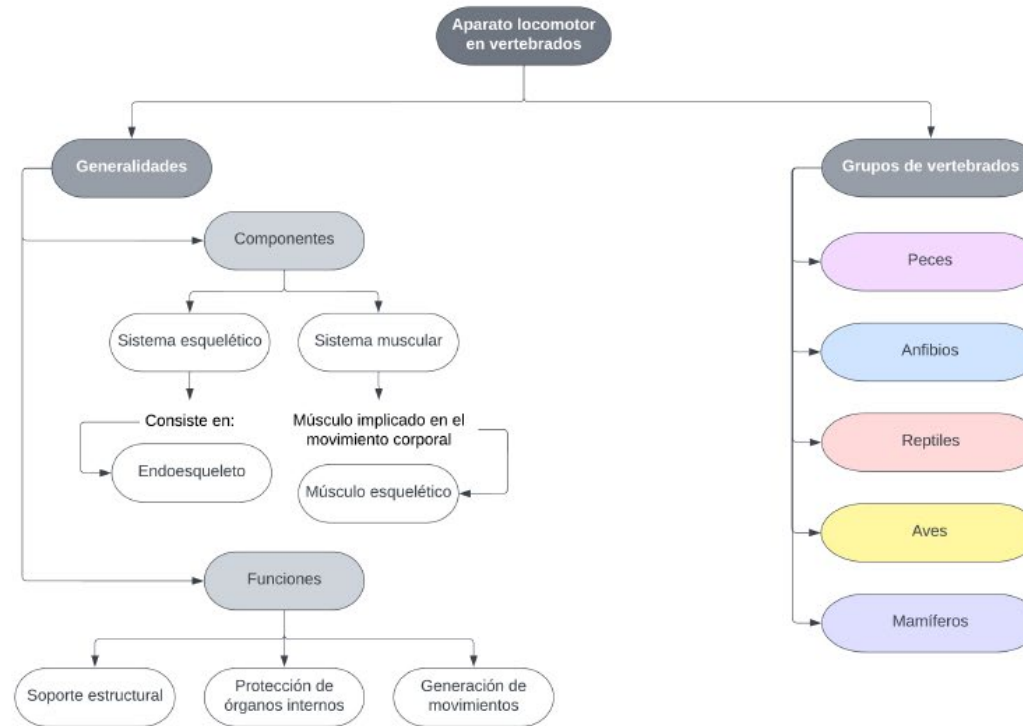 Aparato locomotor
en vertebrados
Generalidades
Componentes
Sistema esquelético
Sistema muscular
Consiste en:
Endoesqueleto
Músculo implicado en el
movimiento corporal
Músculo esquelético
Funciones
Soporte estructural
Protección de
órganos internos
Generación de
movimientos
Grupos de vertebrados
Peces
Anfibios
Reptiles
Aves
Mamíferos